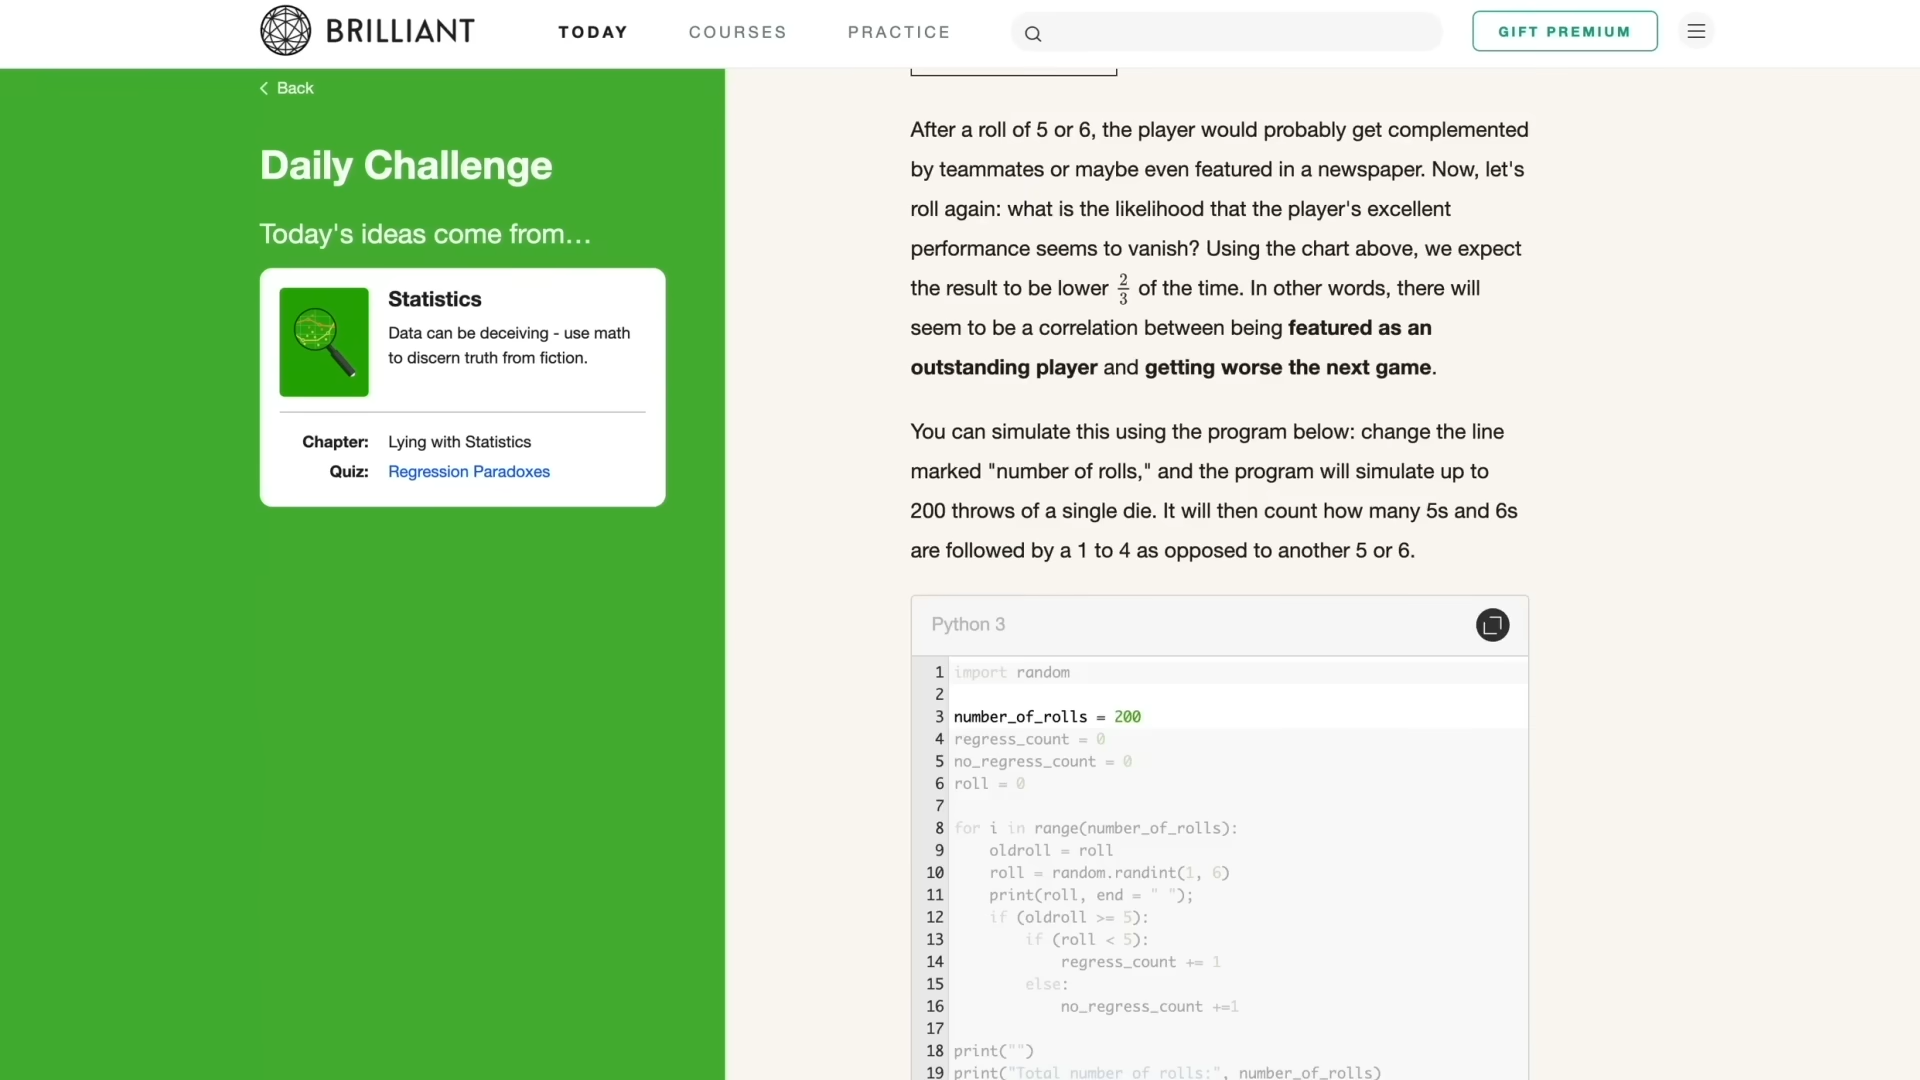 BRILLIANT
TODAY
COURSES
PRACTICE
GIFT PREMIUM
Back
Daily Challenge
Today's ideas come from...
Statistics
Data can be deceiving - use math
to discern truth from fiction.
Chapter: Lying with Statistics
Quiz: Regression Paradoxes
After a roll of 5 or 6, the player would probably get complemented
by teammates or maybe even featured in a newspaper. Now, let's
roll again: what is the likelihood that the player's excellent
performance seems to vanish? Using the chart above, we expect
the result to be lower 2/3 of the time. In other words, there will
seem to be a correlation between being featured as an
outstanding player and getting worse the next game.
You can simulate this using the program below: change the line
marked "number of rolls," and the program will simulate up to
200 throws of a single die. It will then count how many 5s and 6s
are followed by a 1 to 4 as opposed to another 5 or 6.
Python 3
1 import random
2
3 number_of_rolls = 200
4 regress_count = 0
5 no_regress_count = 0
6 roll = 0
7
8 for i in range(number_of_rolls):
9     oldroll = roll
10     roll = random.randint(1, 6)
11     print(roll, end = " ");
12     if (oldroll >= 5):
13         if (roll < 5):
14             regress_count += 1
15         else:
16             no_regress_count +=1
17
18 print("")
19 print("Total number of rolls:", number_of_rolls)